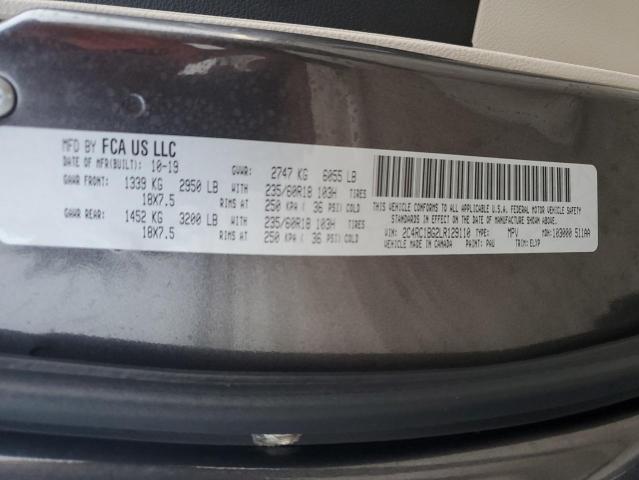 MFD BY FCA US LLC
DATE OF MFR(BUILT): 10-19 GVWR: 2747 KG 6055 LB
GAWR FRONT: 1339 KG 2950 LB WITH 235/60R18 103H TIRES
18X7.5 RIMS AT 250 KPA( 36 PSI) COLD
GAWR REAR: 1452 KG 3200 LB WITH 235/60R18 103H TIRES
18X7.5 RIMS AT 250 KPA( 36 PSI) COLD
THIS VEHICLE CONFORMS TO ALL APPLICABLE U.S.A. FEDERAL MOTOR VEHICLE SAFETY
STANDARDS IN EFFECT ON THE DATE OF MANUFACTURE SHOWN ABOVE.
VIN: 2C4RC1BG2LR129110 TYPE: MPV MDH: 103000 511AA
VEHICLE MADE IN CANADA PAINT: PAU TRIM: ELVP